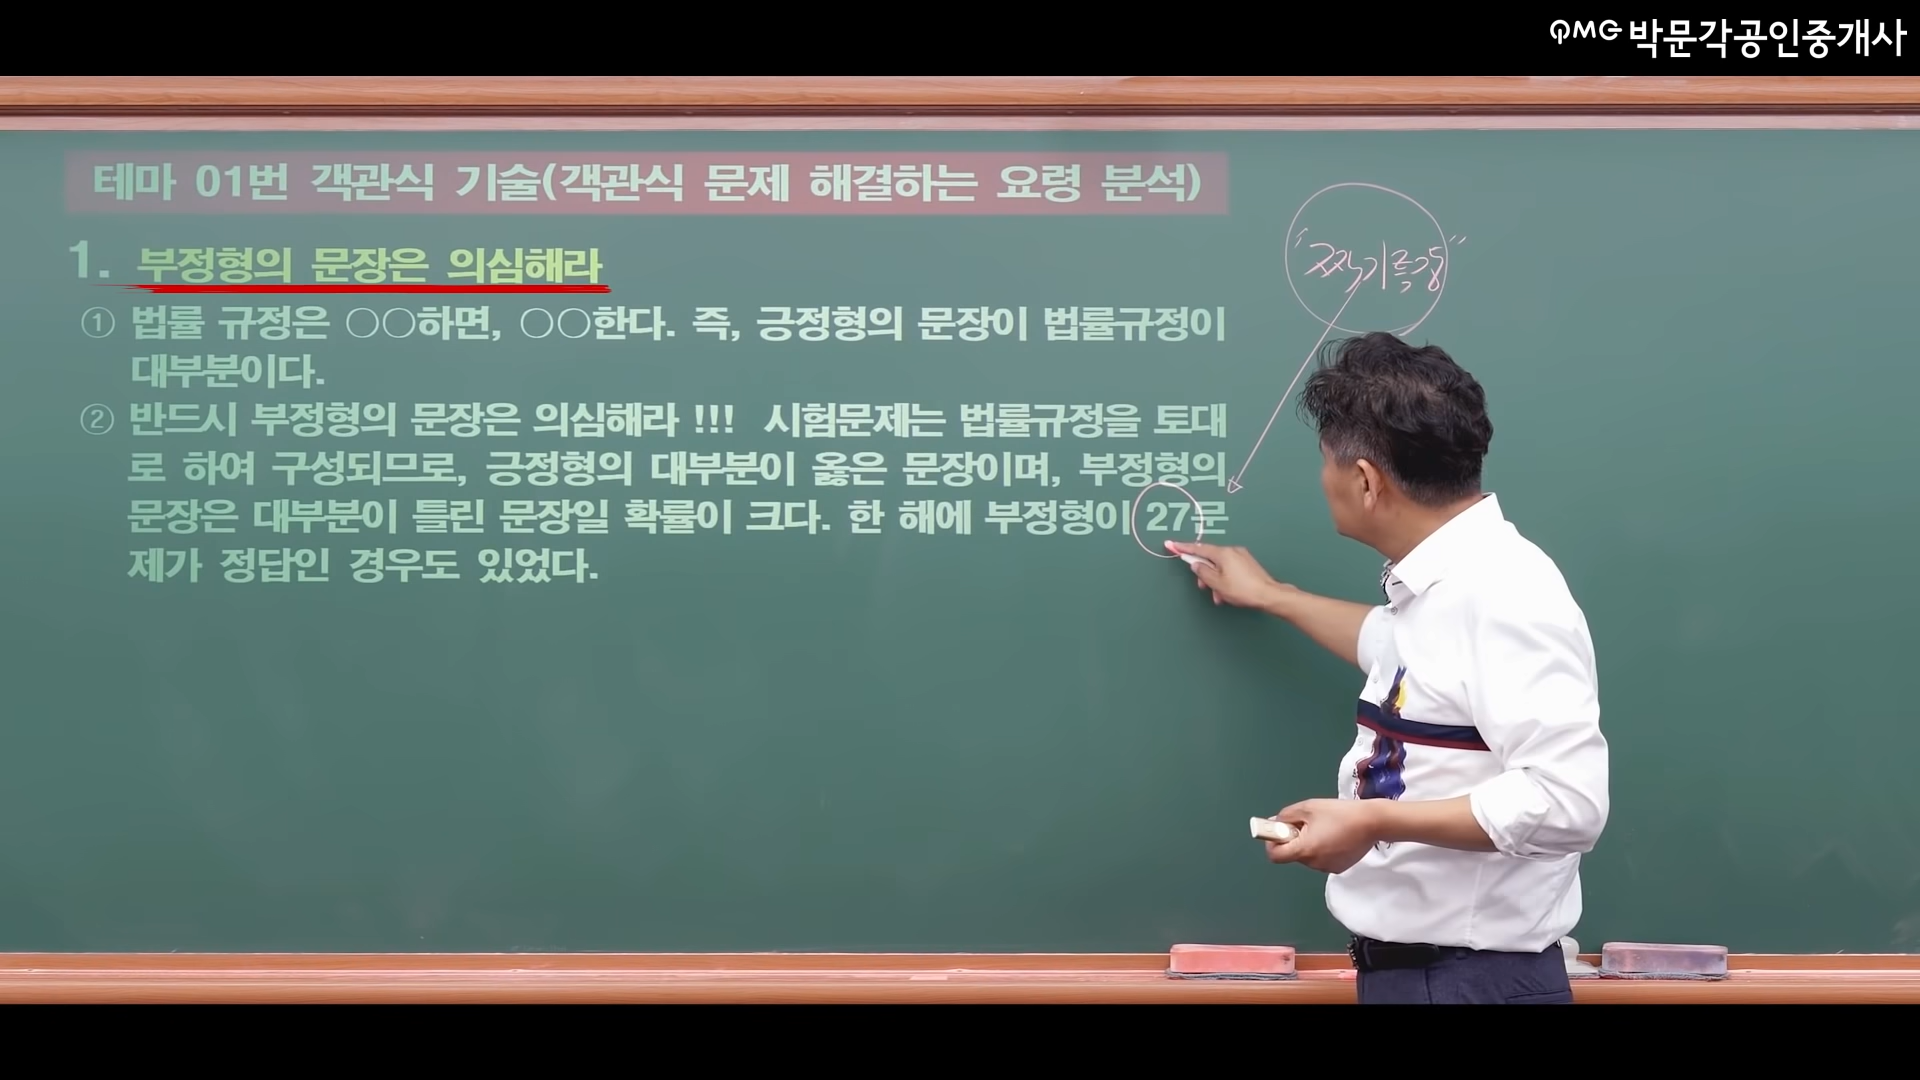 PMG 박문각공인중개사
테마 01번 객관식 기술(객관식 문제 해결하는 요령 분석)
1. 부정형의 문장은 의심해라
① 법률 규정은 ○○하면, ○○한다. 즉, 긍정형의 문장이 법률규정이
대부분이다.
② 반드시 부정형의 문장은 의심해라 !!! 시험문제는 법률규정을 토대
로 하여 구성되므로, 긍정형의 대부분이 옳은 문장이며, 부정형의
문장은 대부분이 틀린 문장일 확률이 크다. 한 해에 부정형이 27문
제가 정답인 경우도 있었다.
"찍기특강"